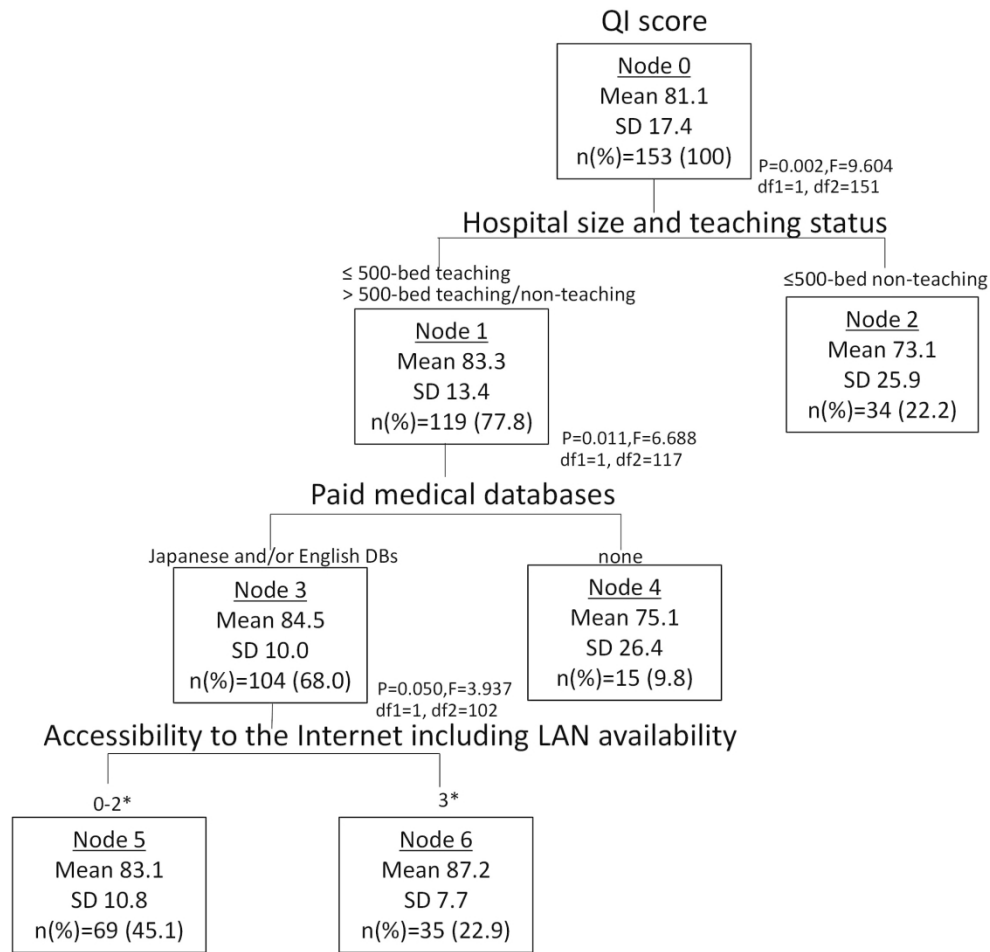 QI score
Node 0
Mean 81.1
SD 17.4
n(%)=153 (100)
P=0.002,F=9.604
df1=1, df2=151
Hospital size and teaching status
≤ 500-bed teaching
> 500-bed teaching/non-teaching
≤500-bed non-teaching
Node 1
Mean 83.3
SD 13.4
n(%)=119 (77.8)
Node 2
Mean 73.1
SD 25.9
n(%)=34 (22.2)
P=0.011,F=6.688
df1=1, df2=117
Paid medical databases
Japanese and/or English DBs
none
Node 3
Mean 84.5
SD 10.0
n(%)=104 (68.0)
Node 4
Mean 75.1
SD 26.4
n(%)=15 (9.8)
P=0.050,F=3.937
df1=1, df2=102
Accessibility to the Internet including LAN availability
0-2*
3*
Node 5
Mean 83.1
SD 10.8
n(%)=69 (45.1)
Node 6
Mean 87.2
SD 7.7
n(%)=35 (22.9)